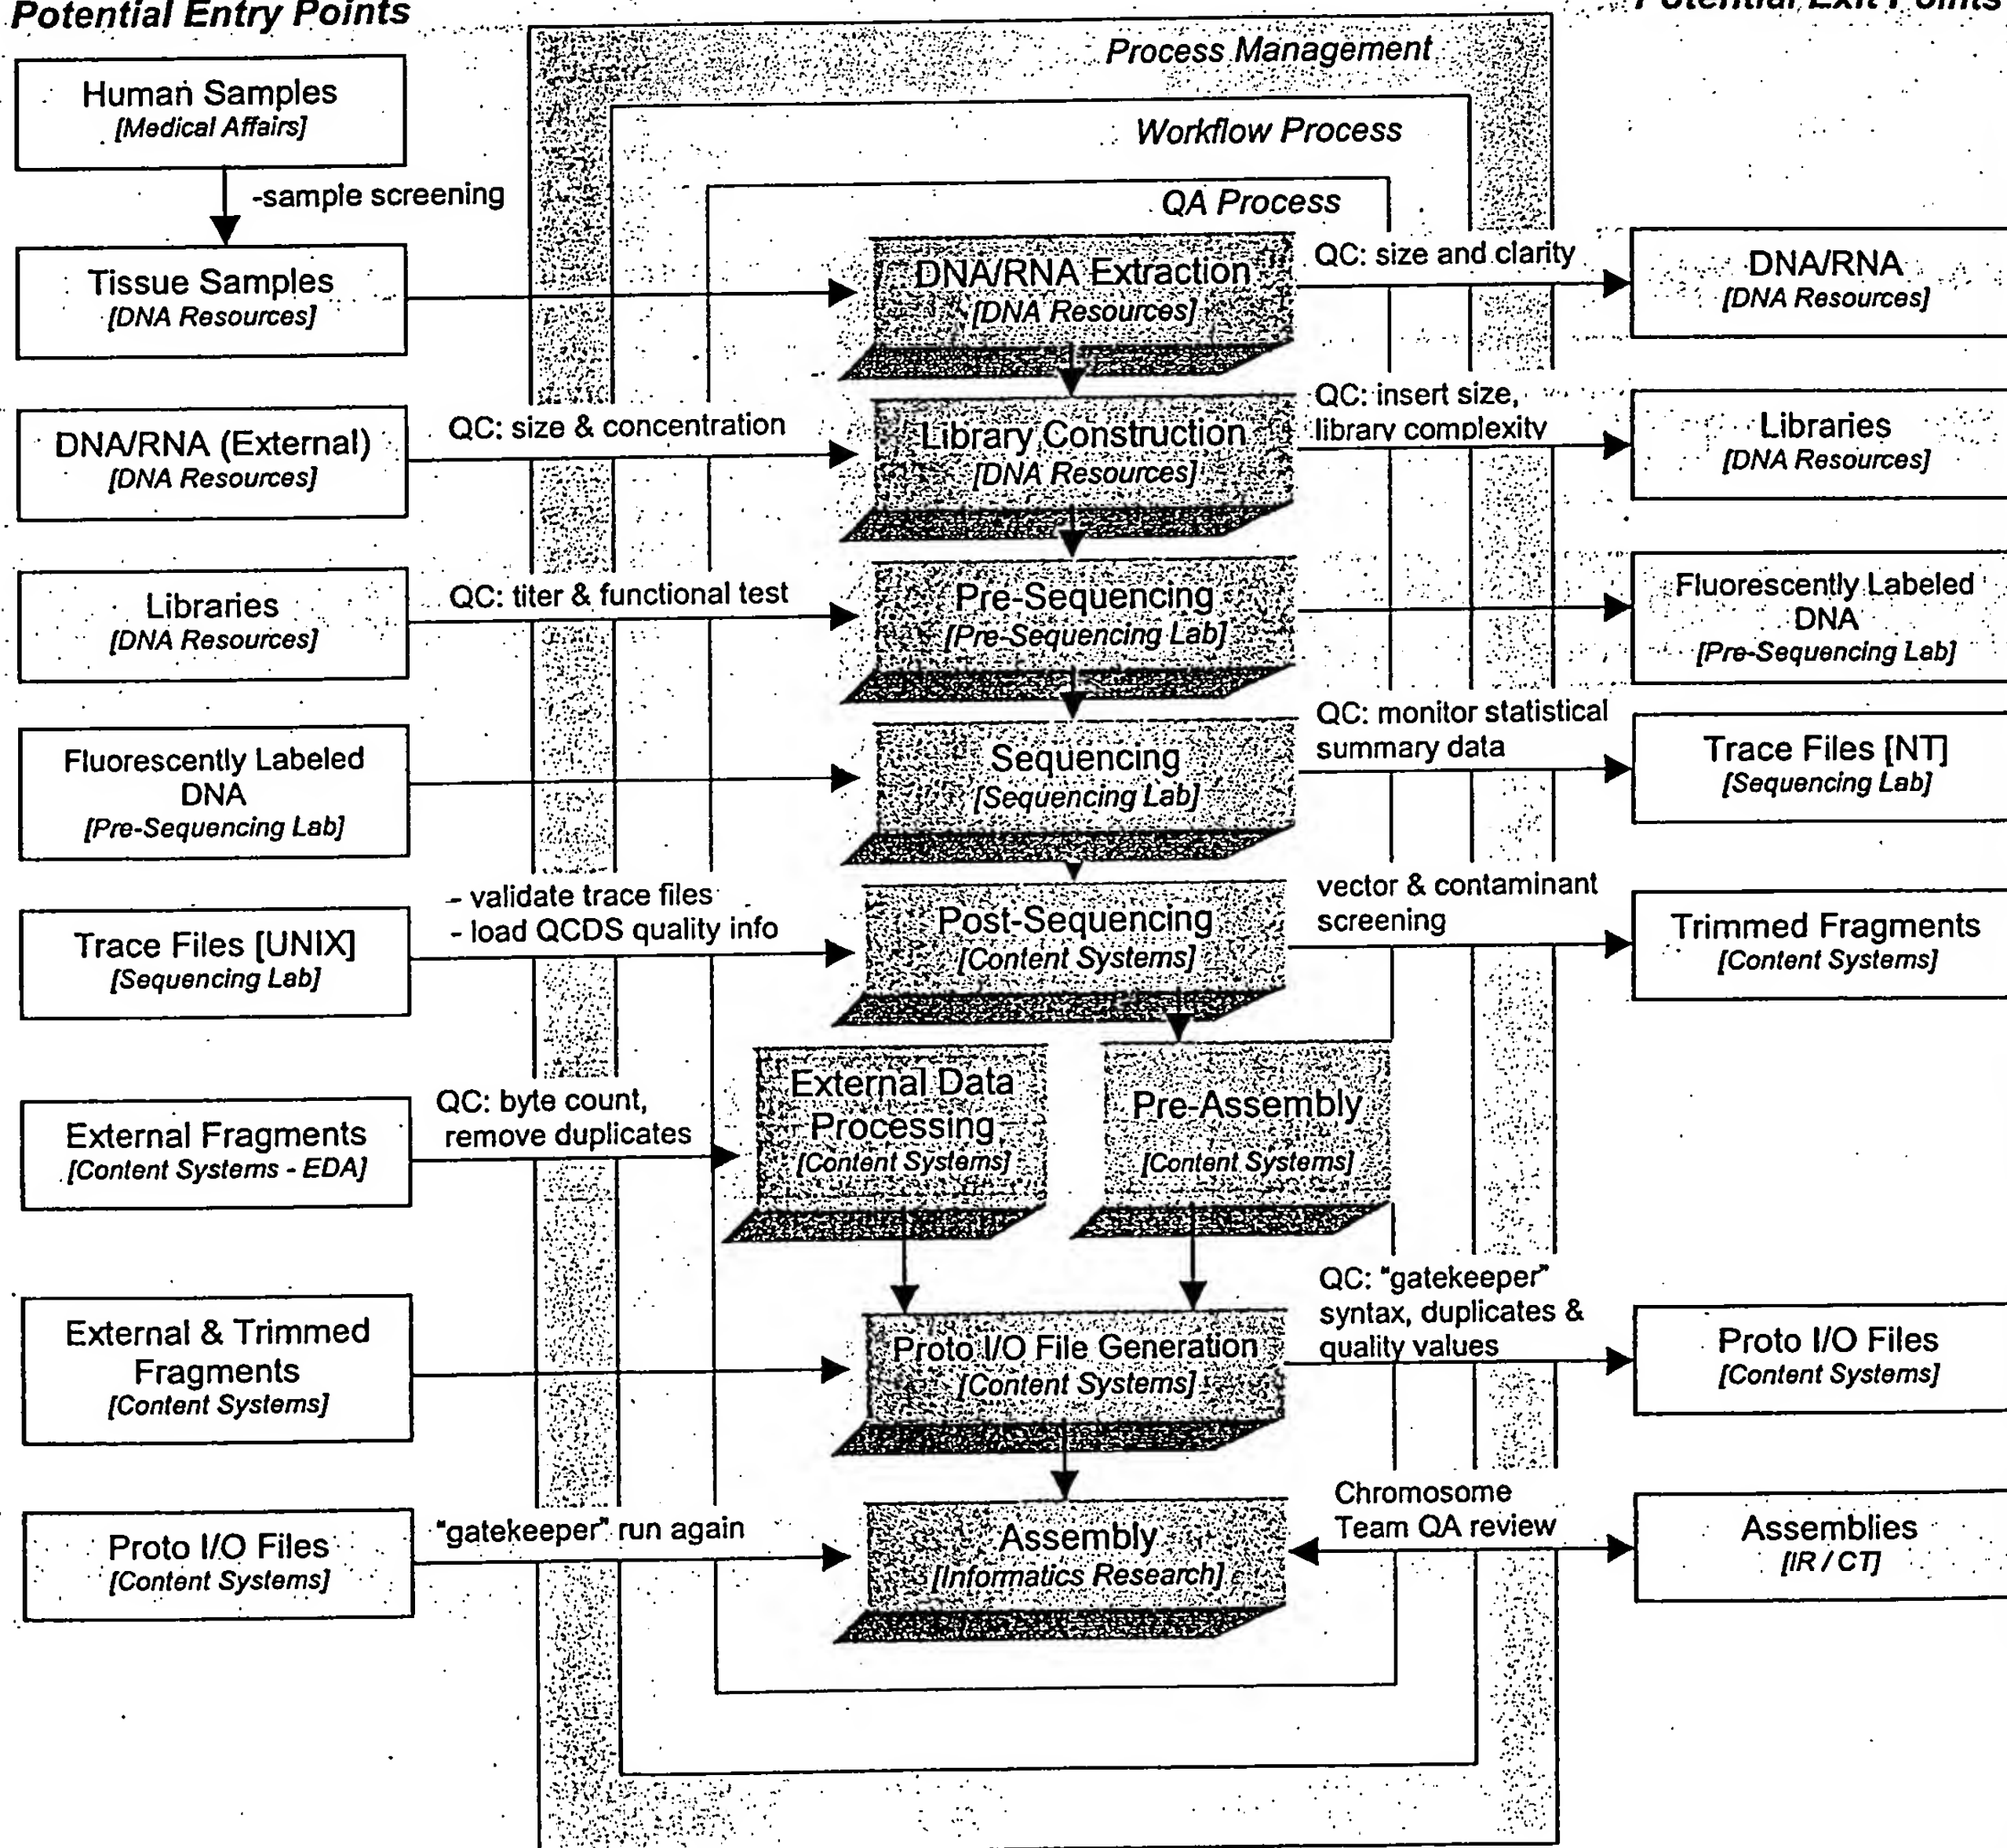 Potential Entry Points
Potential Exit Points
Process Management
Workflow Process
QA Process
Human Samples
[Medical Affairs]
-sample screening
Tissue Samples
[DNA Resources]
DNA/RNA Extraction
[DNA Resources]
QC: size and clarity
DNA/RNA
[DNA Resources]
DNA/RNA (External)
[DNA Resources]
QC: size & concentration
Library Construction
[DNA Resources]
QC: insert size,
library complexity
Libraries
[DNA Resources]
Libraries
[DNA Resources]
QC: titer & functional test
Pre-Sequencing
[Pre-Sequencing Lab]
Fluorescently Labeled
DNA
[Pre-Sequencing Lab]
Fluorescently Labeled
DNA
[Pre-Sequencing Lab]
Sequencing
[Sequencing Lab]
QC: monitor statistical
summary data
Trace Files [NT]
[Sequencing Lab]
Trace Files [UNIX]
[Sequencing Lab]
- validate trace files
- load QCDS quality info
Post-Sequencing
[Content Systems]
vector & contaminant
screening
Trimmed Fragments
[Content Systems]
External Fragments
[Content Systems - EDA]
QC: byte count,
remove duplicates
External Data
Processing
[Content Systems]
Pre-Assembly
[Content Systems]
External & Trimmed
Fragments
[Content Systems]
Proto I/O File Generation
[Content Systems]
QC: "gatekeeper"
syntax, duplicates &
quality values
Proto I/O Files
[Content Systems]
Proto I/O Files
[Content Systems]
"gatekeeper" run again
Assembly
[Informatics Research]
Chromosome
Team QA review
Assemblies
[IR / CT]